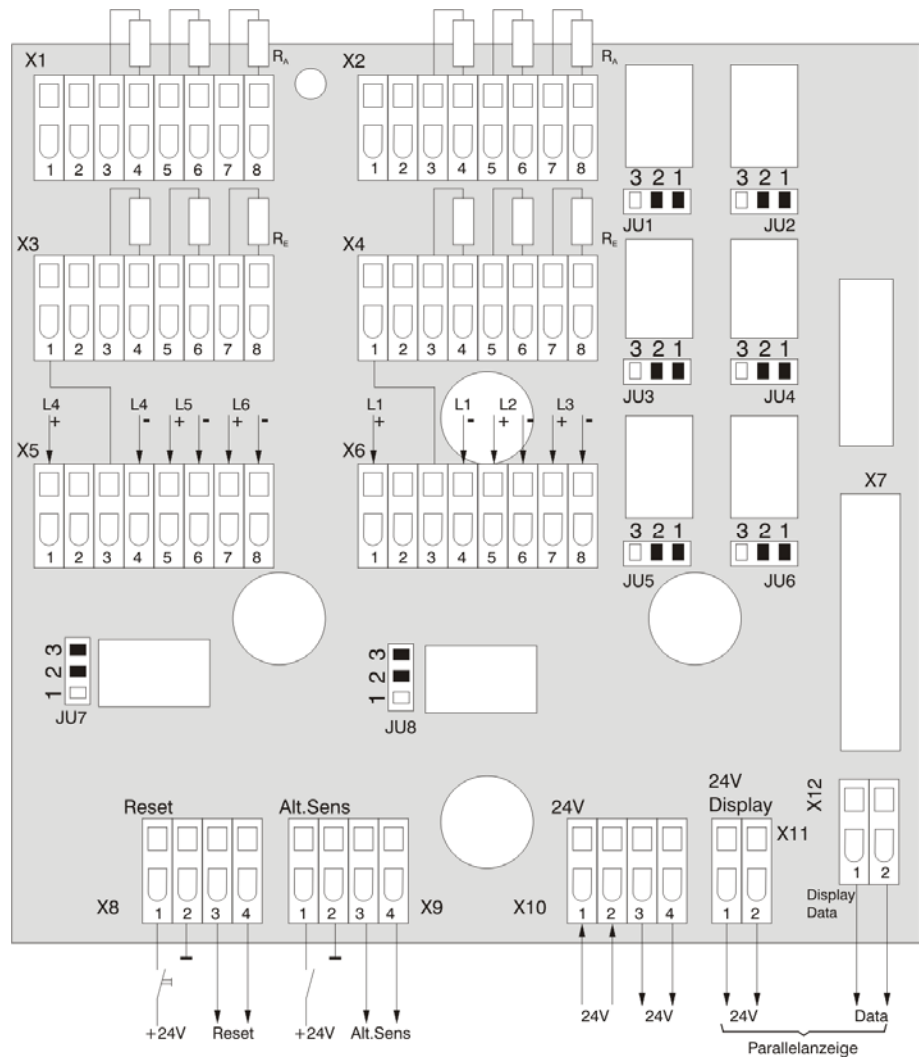 X1 R_A X2 R_A
1 2 3 4 5 6 7 8 1 2 3 4 5 6 7 8
3 2 1 3 2 1
JU1 JU2
X3 R_E X4 R_E
1 2 3 4 5 6 7 8 1 2 3 4 5 6 7 8
3 2 1 3 2 1
JU3 JU4
L4 L4 L5 L6 L1 L1 L2 L3
+ - + - + - + - + - + -
X5 X6 X7
1 2 3 4 5 6 7 8 1 2 3 4 5 6 7 8
3 2 1 3 2 1
JU5 JU6
3 2 1 3 2 1
JU7 JU8
Reset Alt.Sens 24V 24V
Display
X12
X11
X8 1 2 3 4 1 2 3 4 X9 X10 1 2 3 4 1 2 1 2
Display
Data
+24V Reset +24V Alt.Sens 24V 24V 24V Data
Parallelanzeige